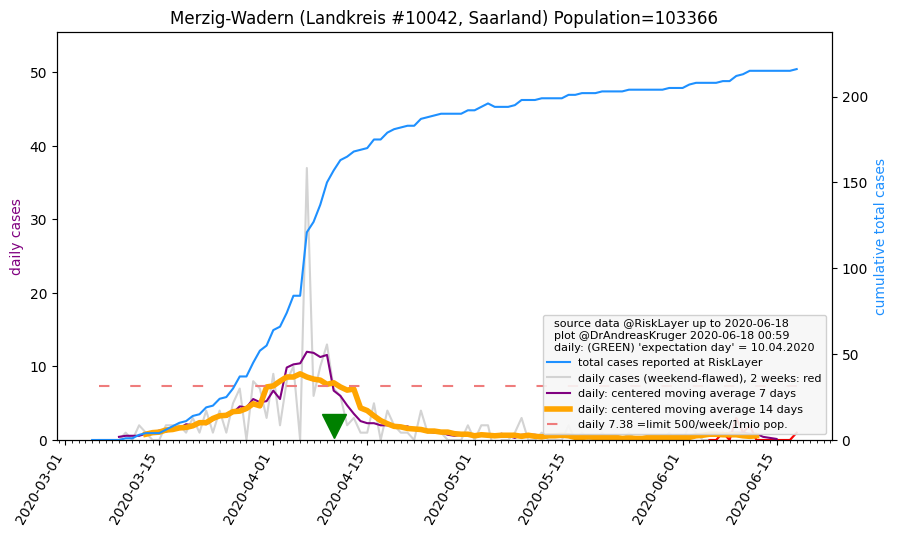 Merzig-Wadern (Landkreis #10042, Saarland) Population=103366
daily cases
50
40
30
20
10
0
cumulative total cases
200
150
100
50
0
source data @RiskLayer up to 2020-06-18
plot @DrAndreasKruger 2020-06-18 00:59
daily: (GREEN) 'expectation day' = 10.04.2020
total cases reported at RiskLayer
daily cases (weekend-flawed), 2 weeks: red
daily: centered moving average 7 days
daily: centered moving average 14 days
daily 7.38 =limit 500/week/1mio pop.
2020-03-01
2020-03-15
2020-04-01
2020-04-15
2020-05-01
2020-05-15
2020-06-01
2020-06-15